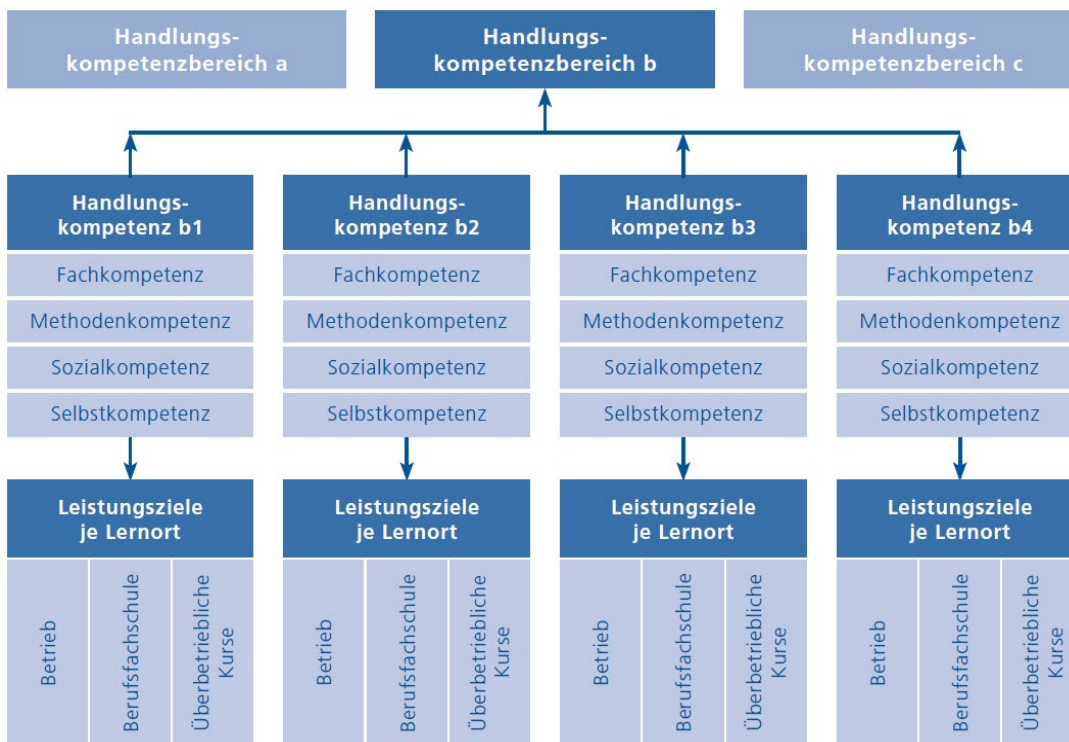 Handlungs-
kompetenzbereich a
Handlungs-
kompetenzbereich b
Handlungs-
kompetenzbereich c
Handlungs-
kompetenz b1
Handlungs-
kompetenz b2
Handlungs-
kompetenz b3
Handlungs-
kompetenz b4
Fachkompetenz
Fachkompetenz
Fachkompetenz
Fachkompetenz
Methodenkompetenz
Methodenkompetenz
Methodenkompetenz
Methodenkompetenz
Sozialkompetenz
Sozialkompetenz
Sozialkompetenz
Sozialkompetenz
Selbstkompetenz
Selbstkompetenz
Selbstkompetenz
Selbstkompetenz
Leistungsziele
je Lernort
Leistungsziele
je Lernort
Leistungsziele
je Lernort
Leistungsziele
je Lernort
Betrieb
Berufsfachschule
Überbetriebliche
Kurse
Betrieb
Berufsfachschule
Überbetriebliche
Kurse
Betrieb
Berufsfachschule
Überbetriebliche
Kurse
Betrieb
Berufsfachschule
Überbetriebliche
Kurse